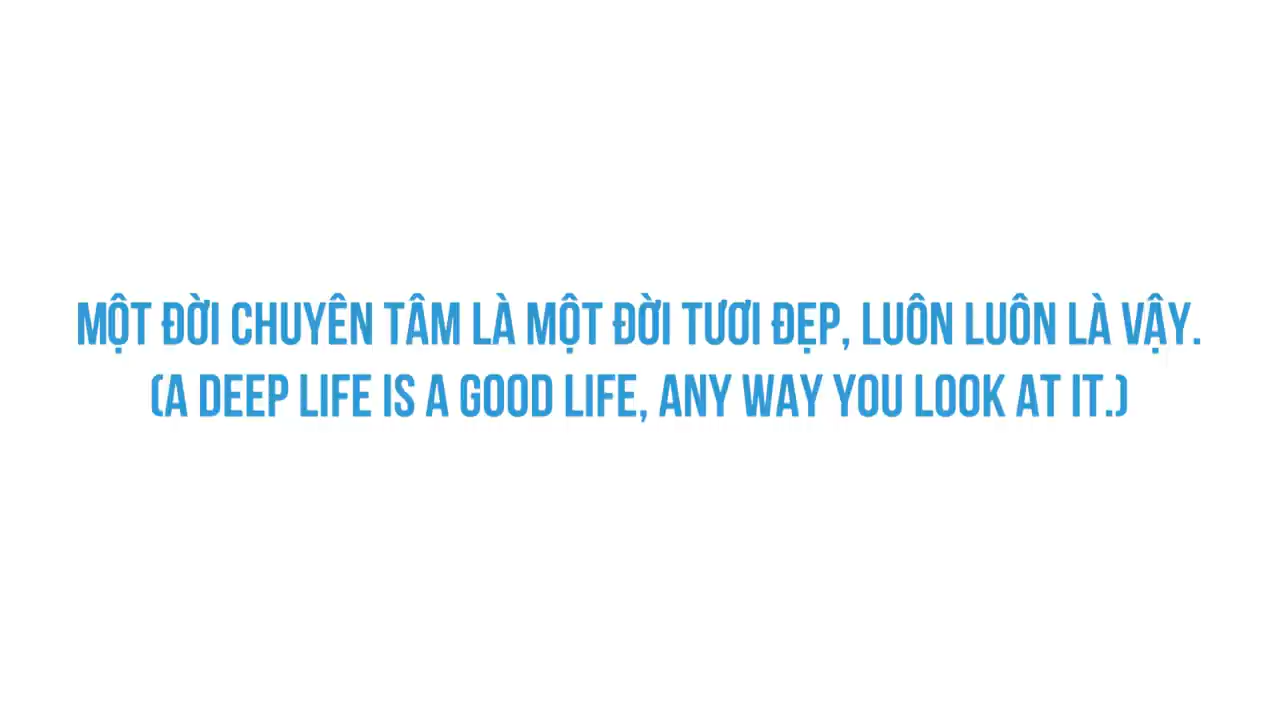 MỘT ĐỜI CHUYÊN TÂM LÀ MỘT ĐỜI TƯƠI ĐẸP, LUÔN LUÔN LÀ VẬY.
(A DEEP LIFE IS A GOOD LIFE, ANY WAY YOU LOOK AT IT.)